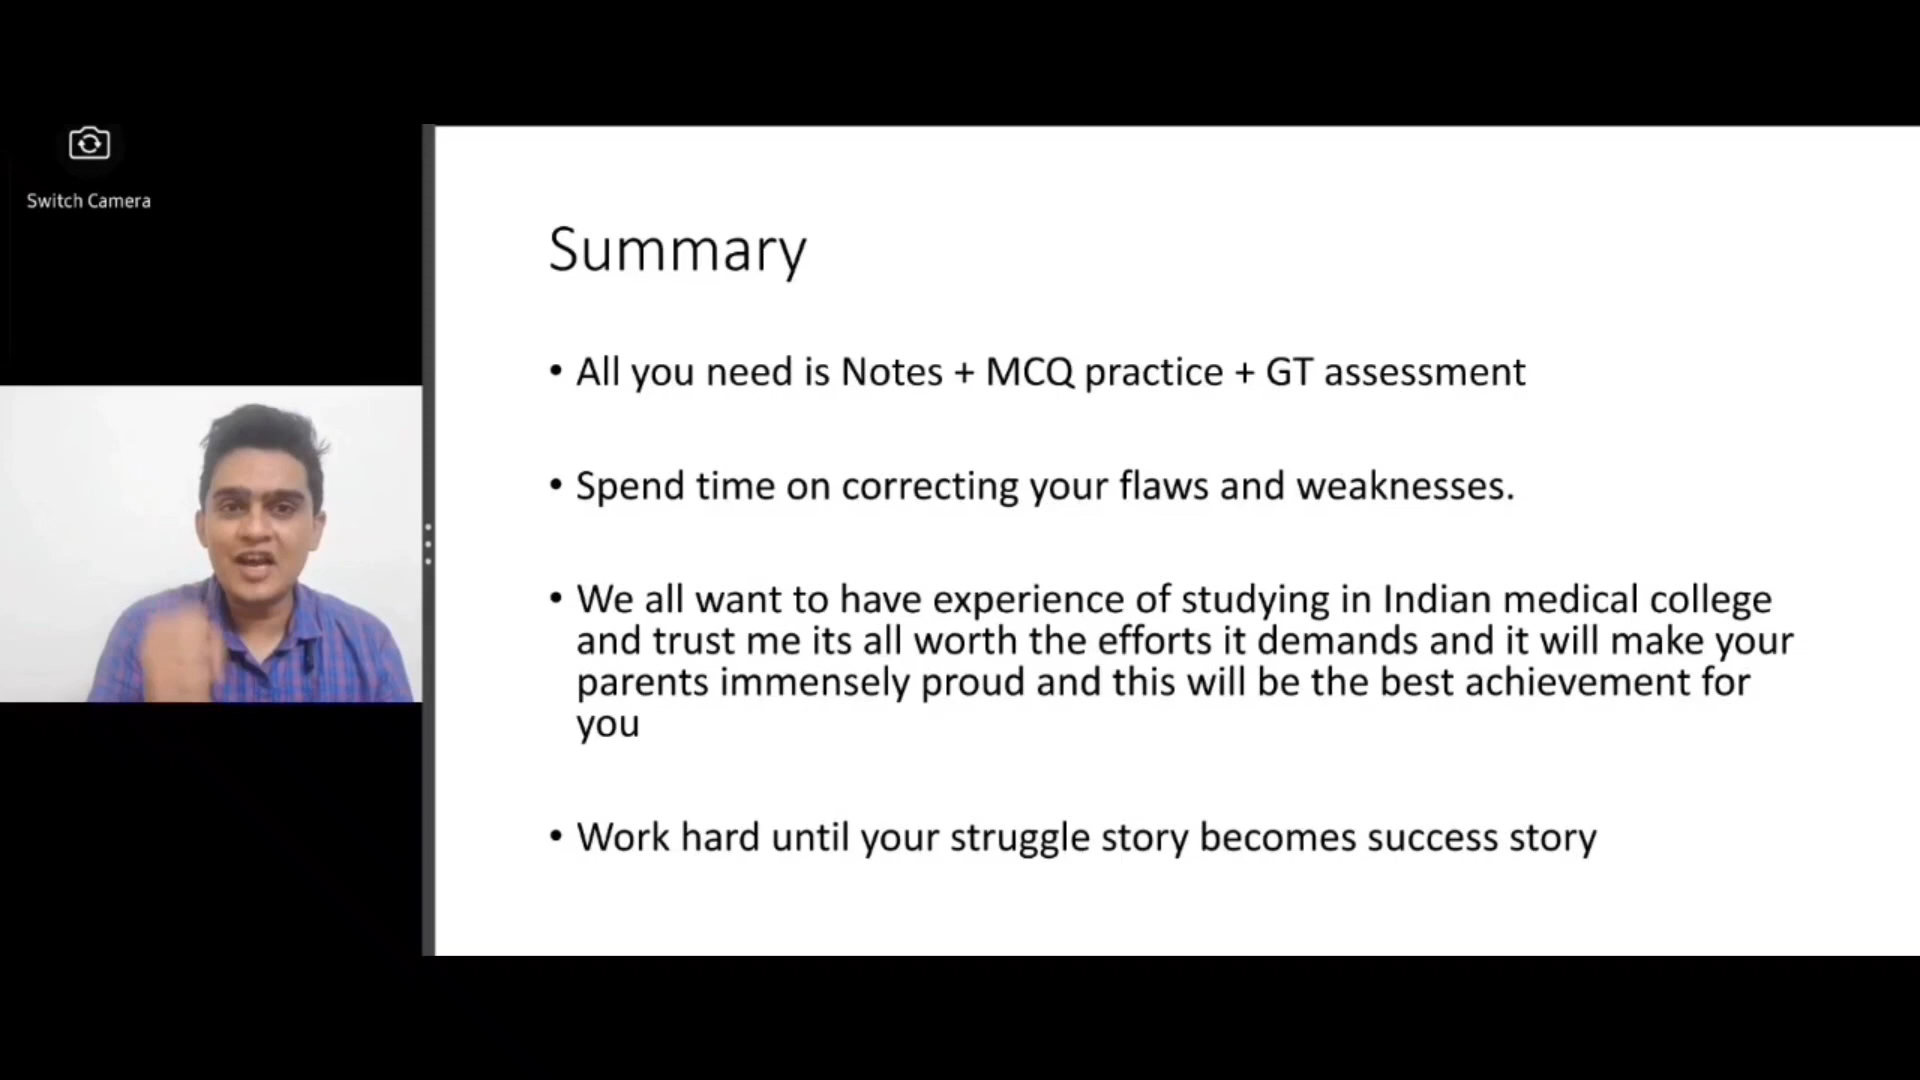 Switch Camera
Summary
• All you need is Notes + MCQ practice + GT assessment
• Spend time on correcting your flaws and weaknesses.
• We all want to have experience of studying in Indian medical college
and trust me its all worth the efforts it demands and it will make your
parents immensely proud and this will be the best achievement for
you
• Work hard until your struggle story becomes success story